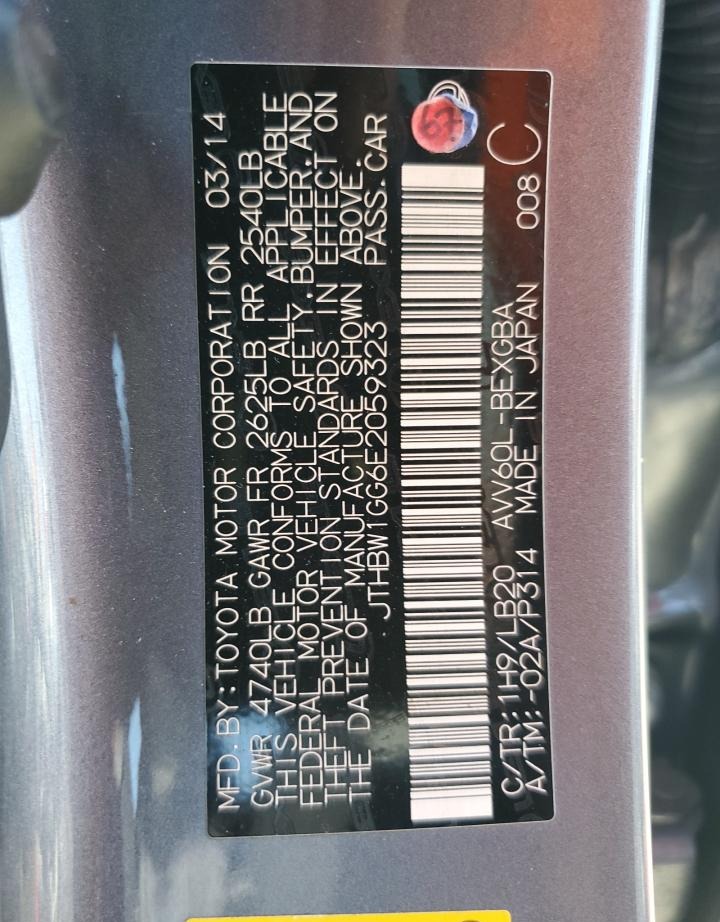 MFD. BY: TOYOTA MOTOR CORPORATION 03/14
GVWR 4740LB GAWR FR 2625LB RR 2540LB
THIS VEHICLE CONFORMS TO ALL APPLICABLE
FEDERAL MOTOR VEHICLE SAFETY, BUMPER, AND
THEFT PREVENTION STANDARDS IN EFFECT ON
THE DATE OF MANUFACTURE SHOWN ABOVE.
JTHBW1GG6E2059323 PASS. CAR
67
C/TR: 1H9/LB20 AVV60L-BEXGBA 008 C
A/TM: -02A/P314 MADE IN JAPAN